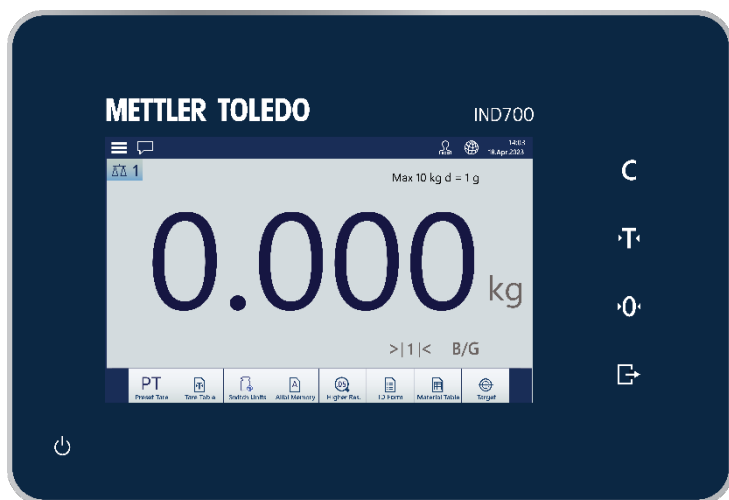 METTLER TOLEDO
IND700
14:03
18.Apr.2023
1
Max 10 kg d = 1 g
C
T
0.000 kg
0
>|1|< B/G
PT
Preset Tare
Tare Table
Switch Units
Alibi Memory
Higher Res.
ID Form
Material Table
Target